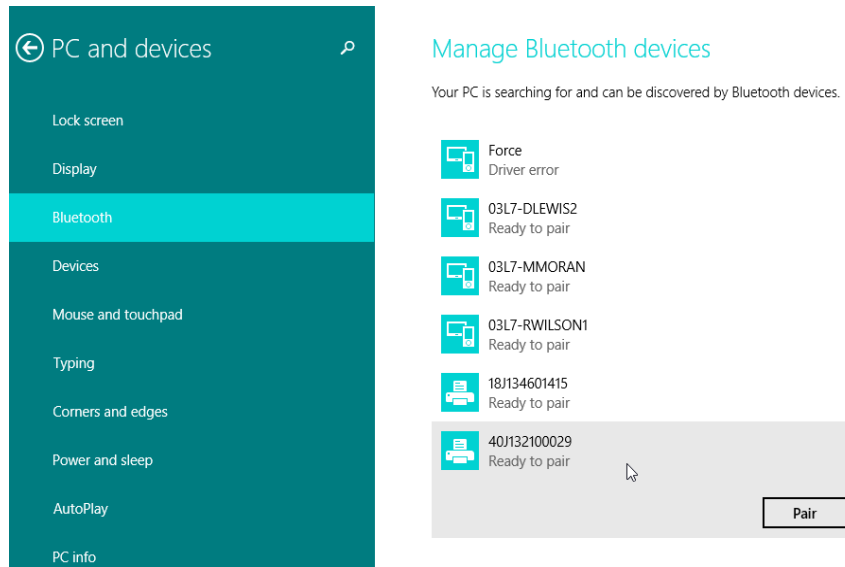 PC and devices
Lock screen
Display
Bluetooth
Devices
Mouse and touchpad
Typing
Corners and edges
Power and sleep
AutoPlay
PC info
Manage Bluetooth devices
Your PC is searching for and can be discovered by Bluetooth devices.
Force
Driver error
03L7-DLEWIS2
Ready to pair
03L7-MMORAN
Ready to pair
03L7-RWILSON1
Ready to pair
18J134601415
Ready to pair
40J132100029
Ready to pair
Pair